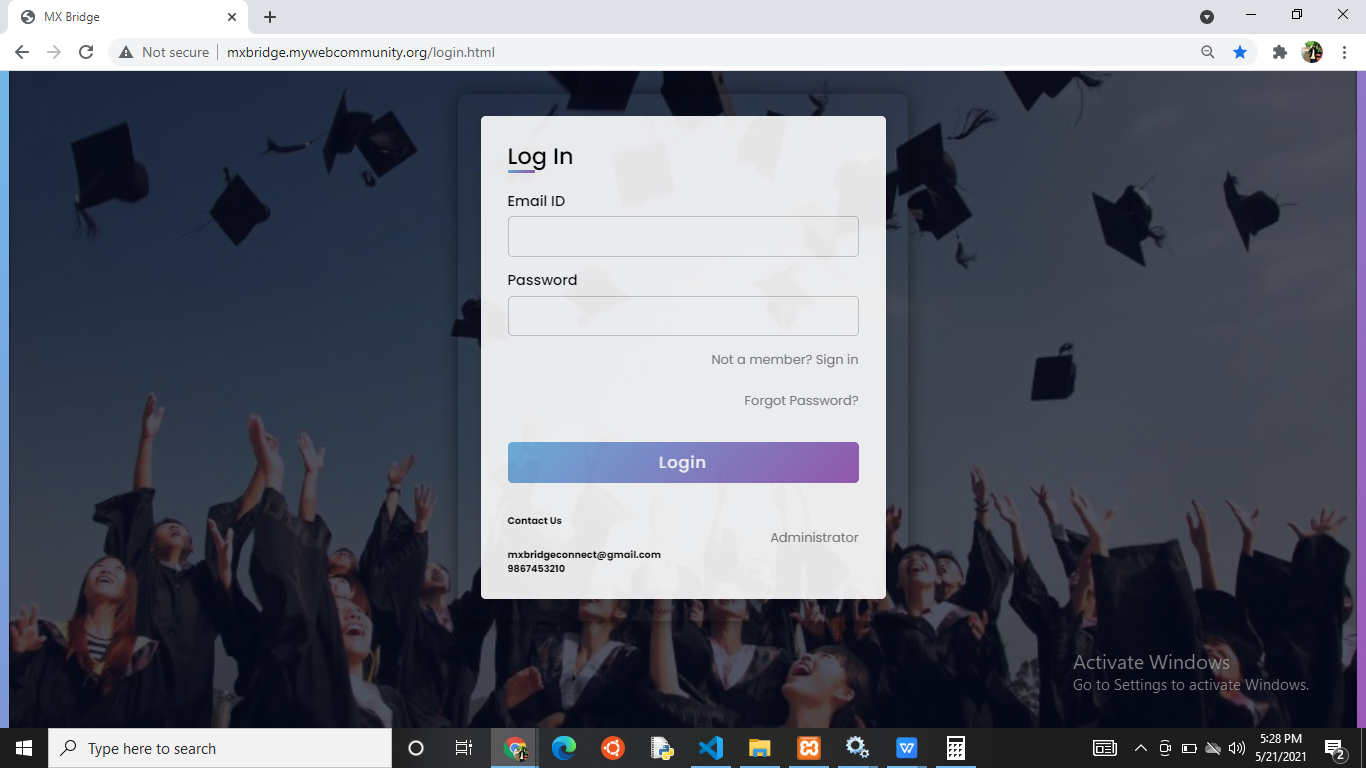 MX Bridge
Not secure
mxbridge.mywebcommunity.org/login.html
Log In
Email ID
Password
Not a member? Sign in
Forgot Password?
Login
Contact Us
Administrator
mxbridgeconnect@gmail.com
9867453210
Activate Windows
Go to Settings to activate Windows.
Type here to search
5:28 PM
5/21/2021
2